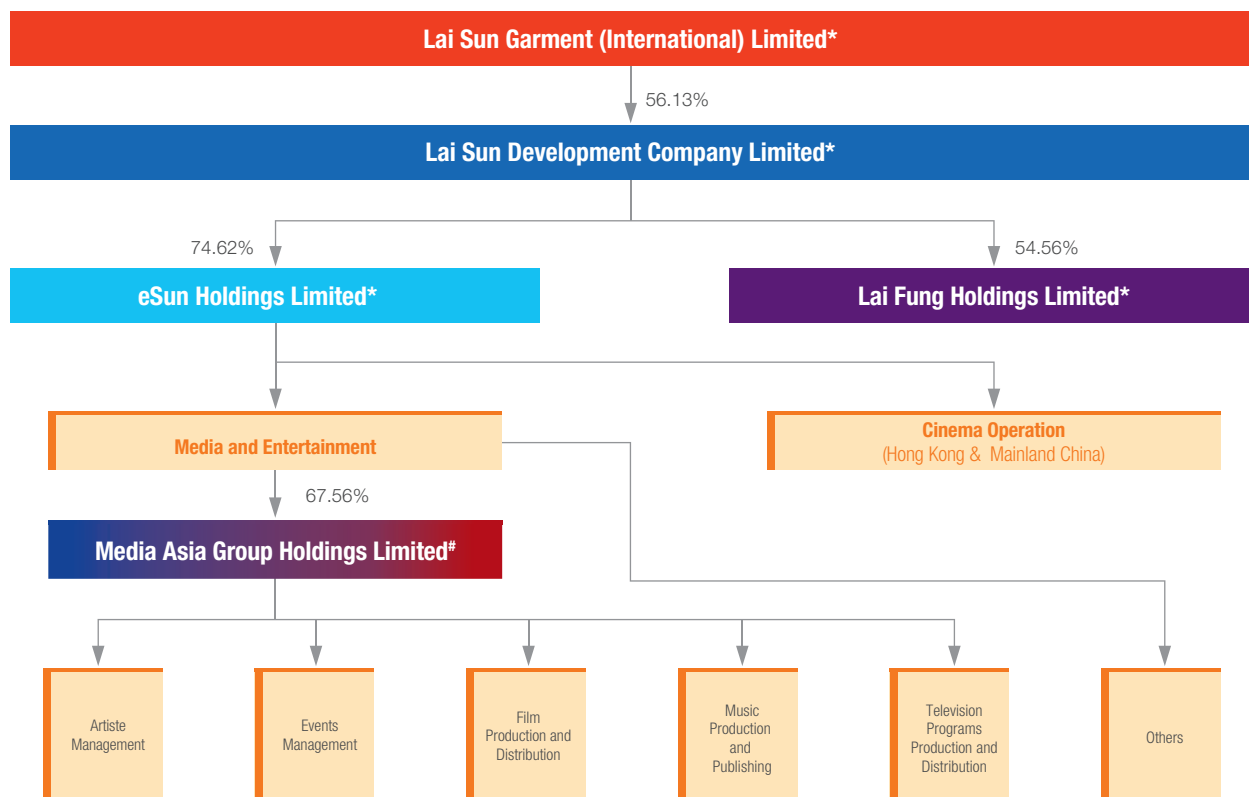 Lai Sun Garment (International) Limited*
56.13%
Lai Sun Development Company Limited*
74.62%
54.56%
eSun Holdings Limited*
Lai Fung Holdings Limited*
Media and Entertainment
Cinema Operation
(Hong Kong & Mainland China)
67.56%
Media Asia Group Holdings Limited#
Artiste
Management
Events
Management
Film
Production and
Distribution
Music
Production
and
Publishing
Television
Programs
Production and
Distribution
Others